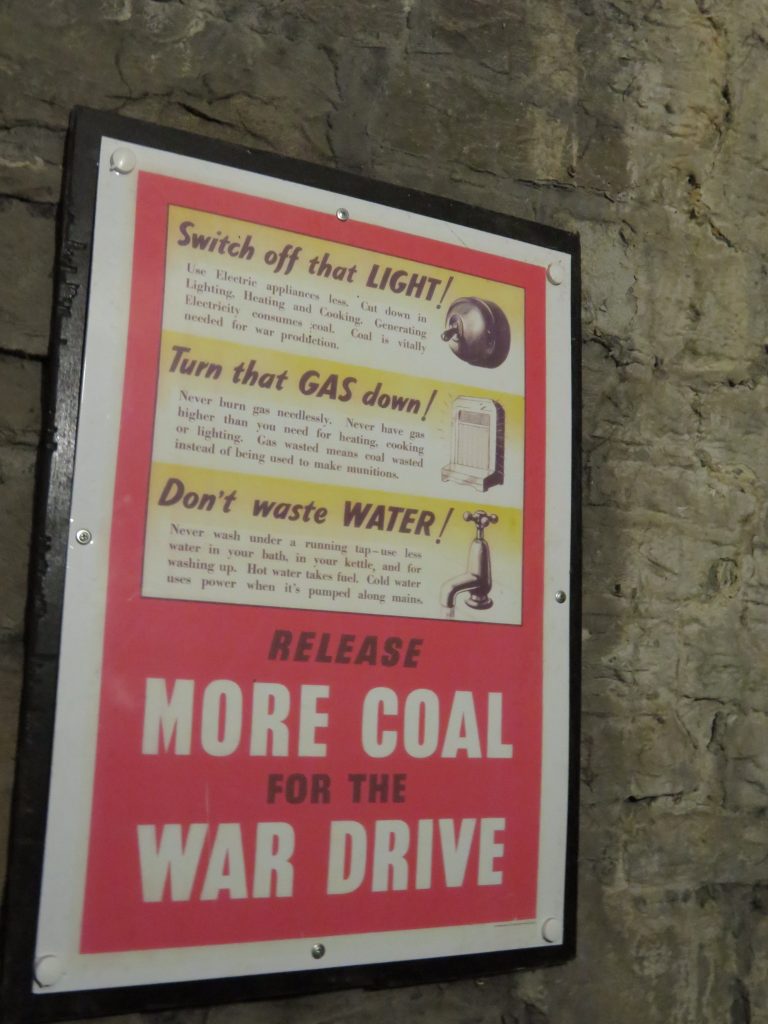 Switch off that LIGHT!
Use Electric appliances less. Cut down in
Lighting, Heating and Cooking. Generating
Electricity consumes coal. Coal is vitally
needed for war production.
Turn that GAS down!
Never burn gas needlessly. Never have gas
higher than you need for heating, cooking
or lighting. Gas wasted means coal wasted
instead of being used to make munitions.
Don't waste WATER!
Never wash under a running tap—use less
water in your bath, in your kettle, and for
washing up. Hot water takes fuel. Cold water
uses power when it's pumped along mains.
RELEASE
MORE COAL
FOR THE
WAR DRIVE